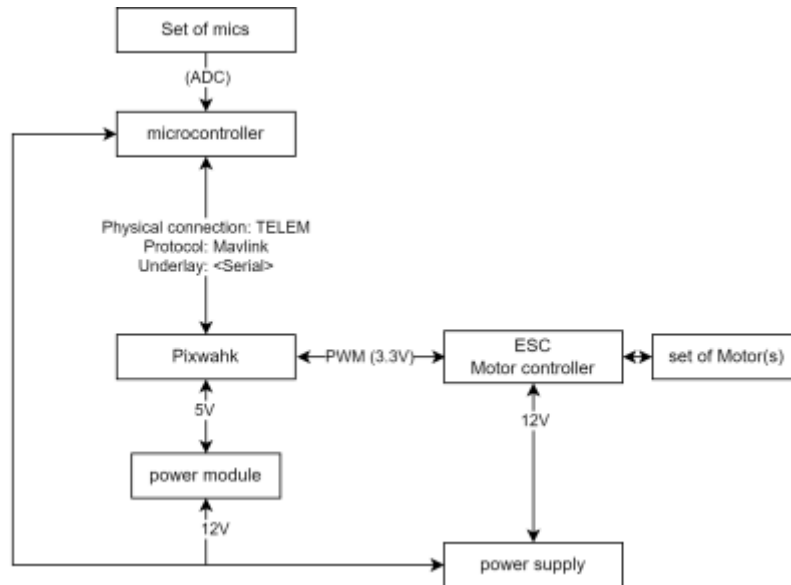 Set of mics
(ADC)
microcontroller
Physical connection: TELEM
Protocol: Mavlink
Underlay: <Serial>
Pixwahk
PWM (3.3V)
ESC
Motor controller
set of Motor(s)
5V
12V
power module
12V
power supply